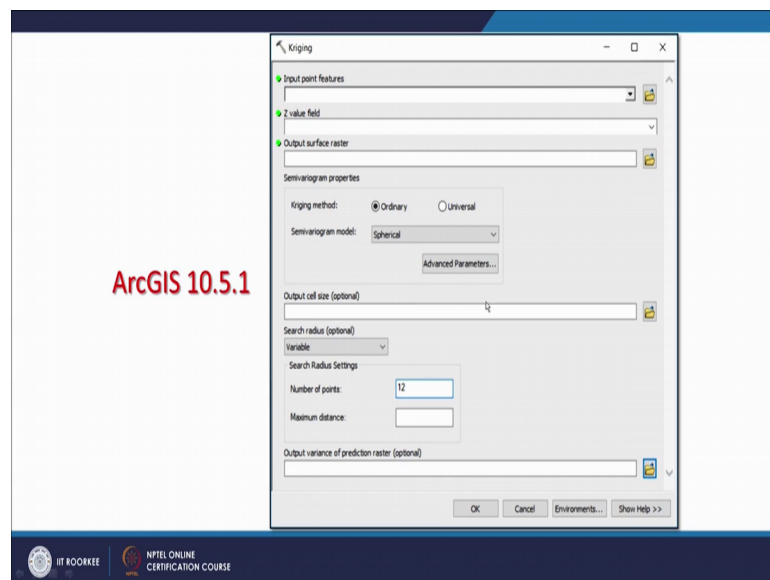 Kriging
Input point features
Z value field
Output surface raster
Semivariogram properties
Kriging method: Ordinary Universal
Semivariogram model: Spherical
Advanced Parameters...
ArcGIS 10.5.1
Output cell size (optional)
Search radius (optional)
Variable
Search Radius Settings
Number of points: 12
Maximum distance:
Output variance of prediction raster (optional)
OK Cancel Environments... Show Help >>
IIT ROORKEE
NPTEL ONLINE
CERTIFICATION COURSE